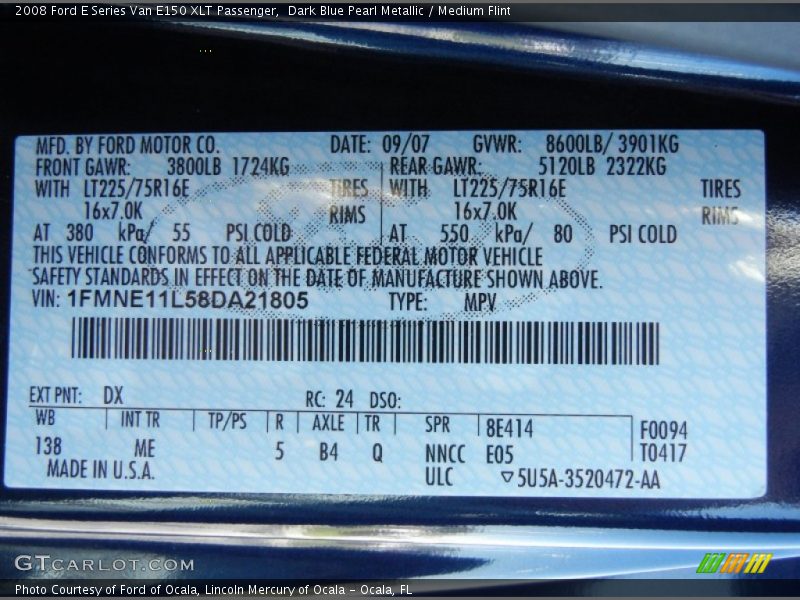 2008 Ford E Series Van E150 XLT Passenger,  Dark Blue Pearl Metallic / Medium Flint
MFD. BY FORD MOTOR CO. DATE: 09/07 GVWR: 8600LB/ 3901KG
FRONT GAWR: 3800LB 1724KG REAR GAWR: 5120LB 2322KG
WITH LT225/75R16E TIRES WITH LT225/75R16E TIRES
16x7.0K RIMS 16x7.0K RIMS
AT 380 kPa/ 55 PSI COLD AT 550 kPa/ 80 PSI COLD
THIS VEHICLE CONFORMS TO ALL APPLICABLE FEDERAL MOTOR VEHICLE
SAFETY STANDARDS IN EFFECT ON THE DATE OF MANUFACTURE SHOWN ABOVE.
VIN: 1FMNE11L58DA21805 TYPE: MPV
EXT PNT: DX RC: 24 DSO:
WB INT TR TP/PS R AXLE TR SPR 8E414 F0094
138 ME 5 B4 Q NNCC E05 T0417
MADE IN U.S.A. ULC ▽5U5A-3520472-AA
GTCARLOT.COM
Photo Courtesy of Ford of Ocala, Lincoln Mercury of Ocala - Ocala, FL